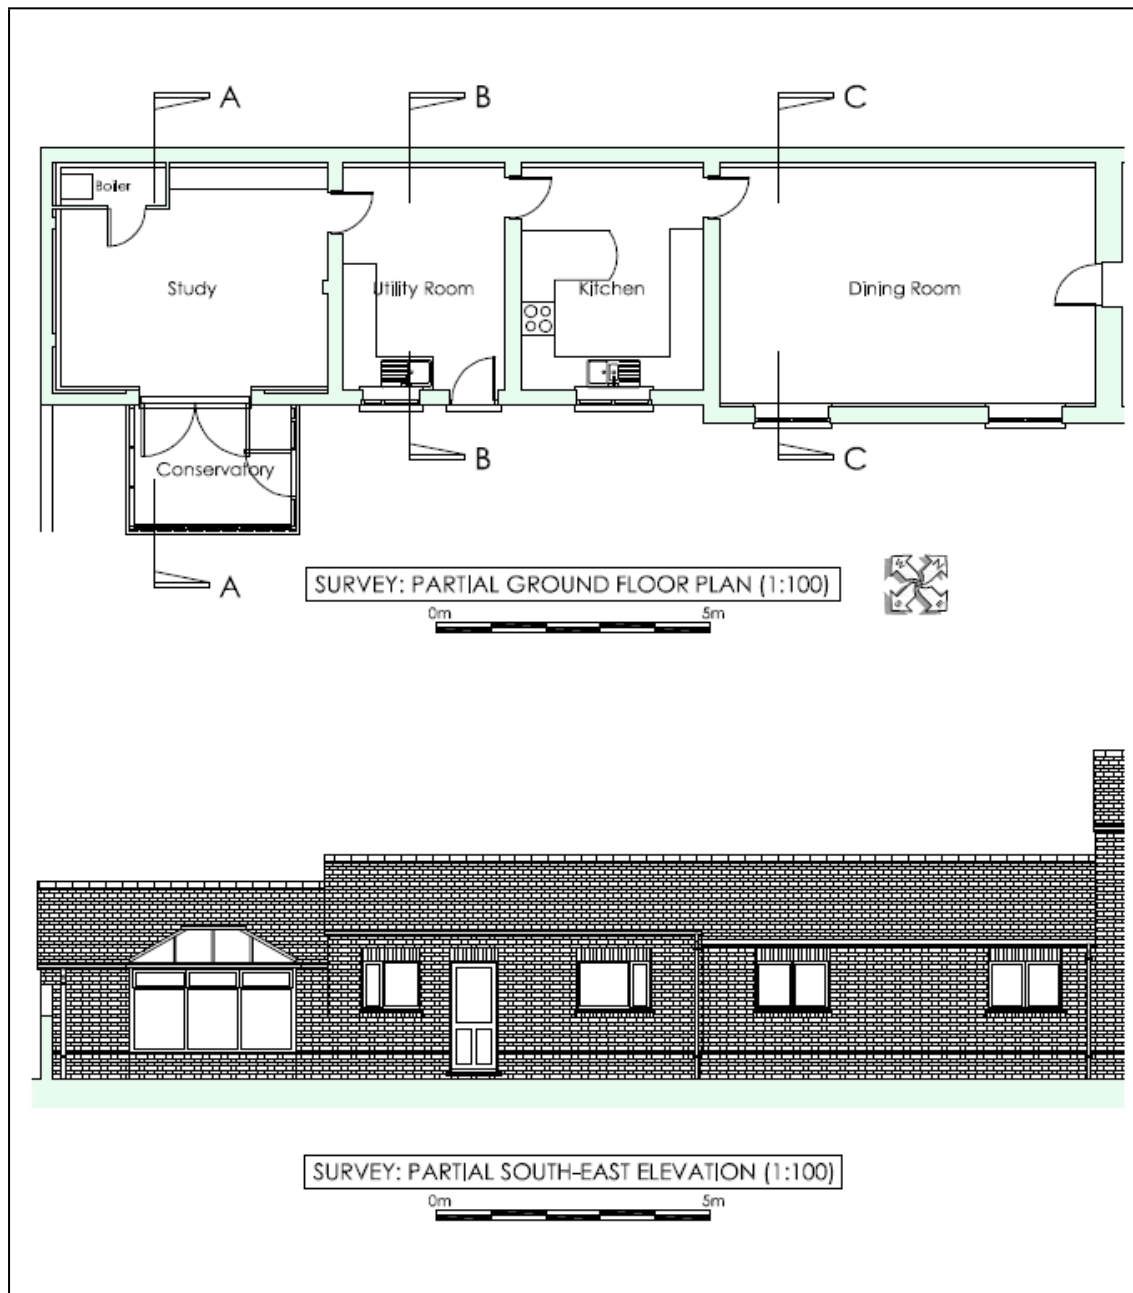 A B C
Boiler
Study Utility Room Kitchen Dining Room
Conservatory
B C
A
SURVEY: PARTIAL GROUND FLOOR PLAN (1:100)
0m 5m
SURVEY: PARTIAL SOUTH-EAST ELEVATION (1:100)
0m 5m